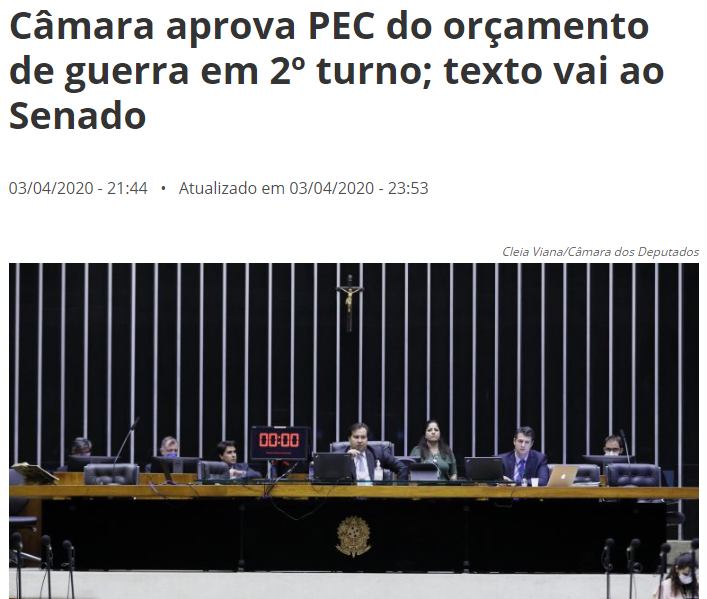 Câmara aprova PEC do orçamento
de guerra em 2º turno; texto vai ao
Senado
03/04/2020 - 21:44 • Atualizado em 03/04/2020 - 23:53
Cleia Viana/Câmara dos Deputados
00:00